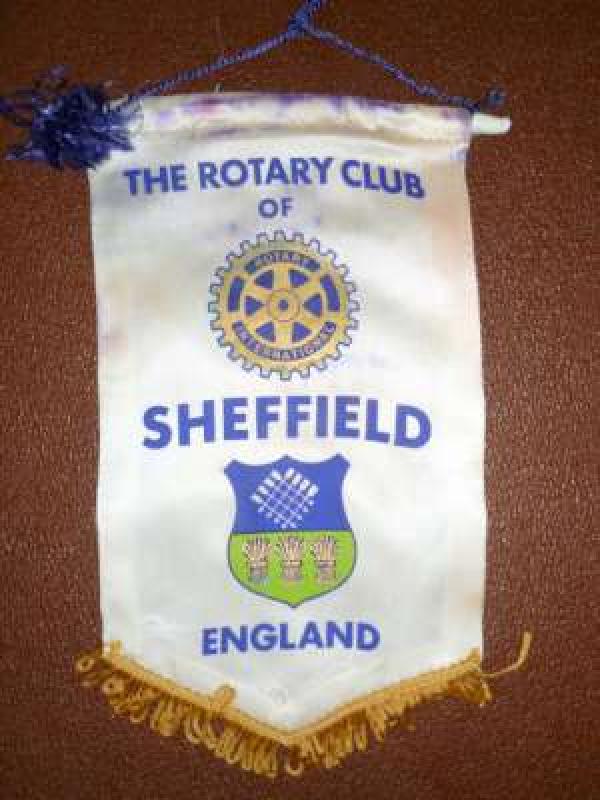 THE ROTARY CLUB
OF
ROTARY
INTERNATIONAL
SHEFFIELD
ENGLAND